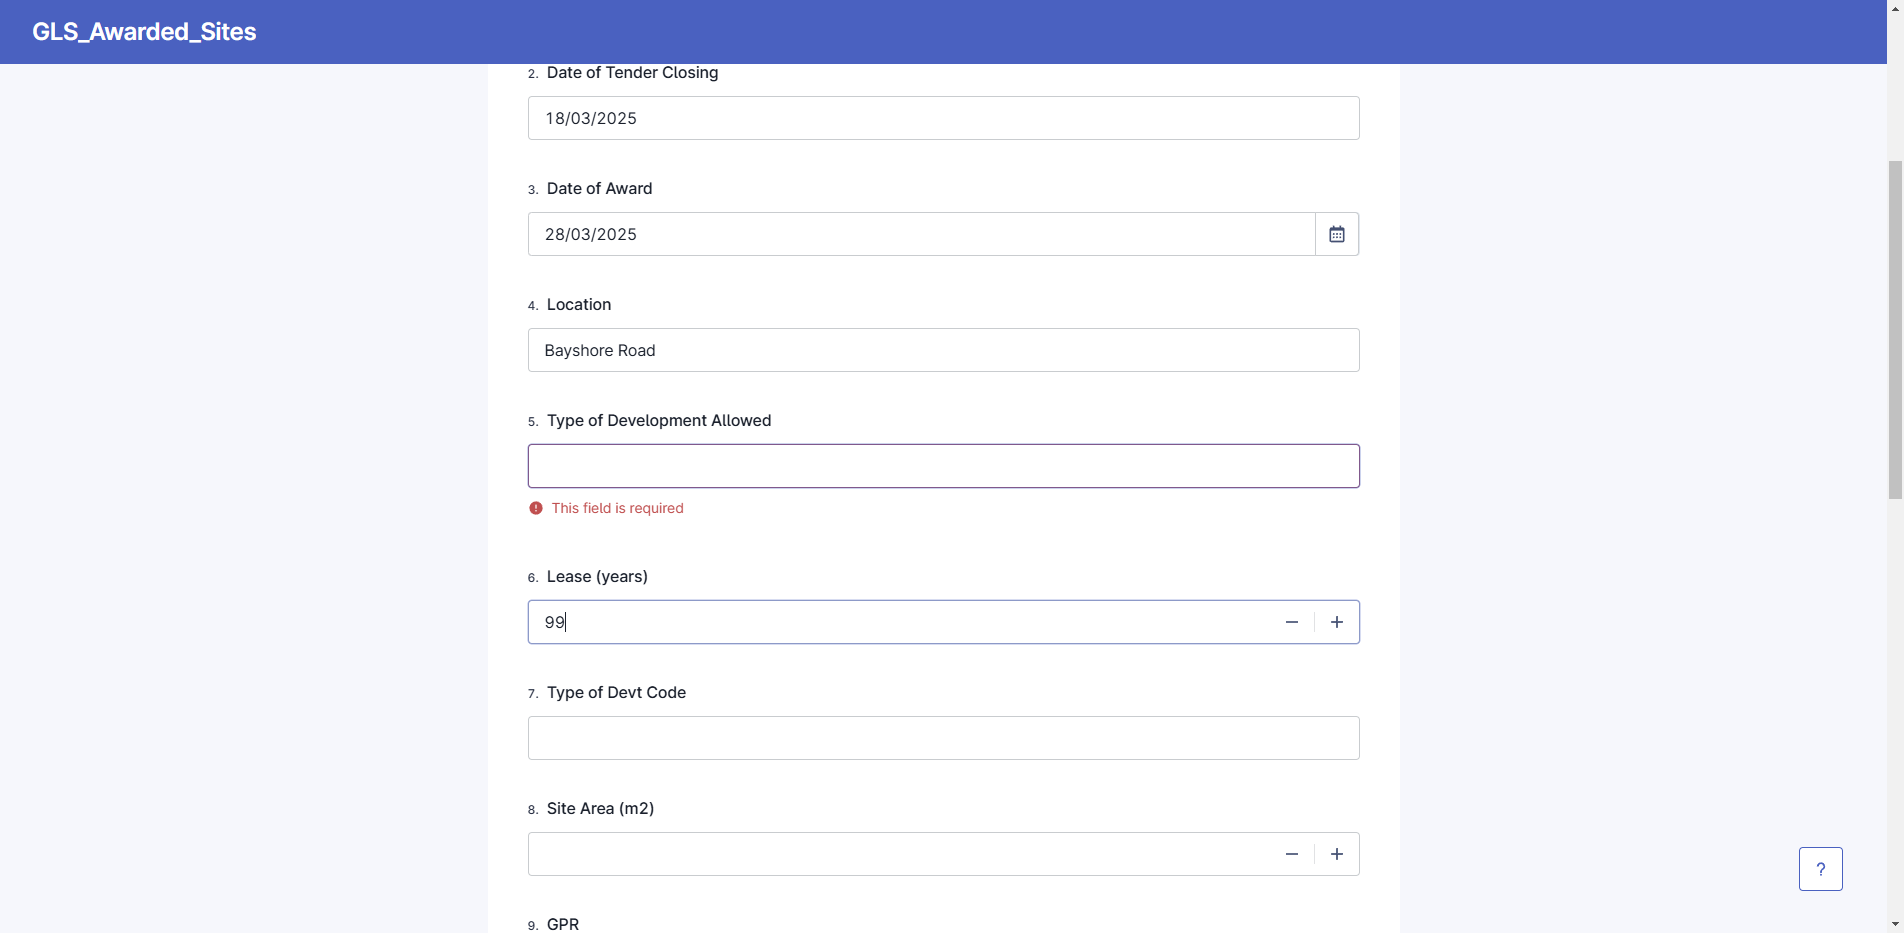 GLS_Awarded_Sites
2. Date of Tender Closing
18/03/2025
3. Date of Award
28/03/2025
4. Location
Bayshore Road
5. Type of Development Allowed
This field is required
6. Lease (years)
99
7. Type of Devt Code
8. Site Area (m2)
?
9. GPR